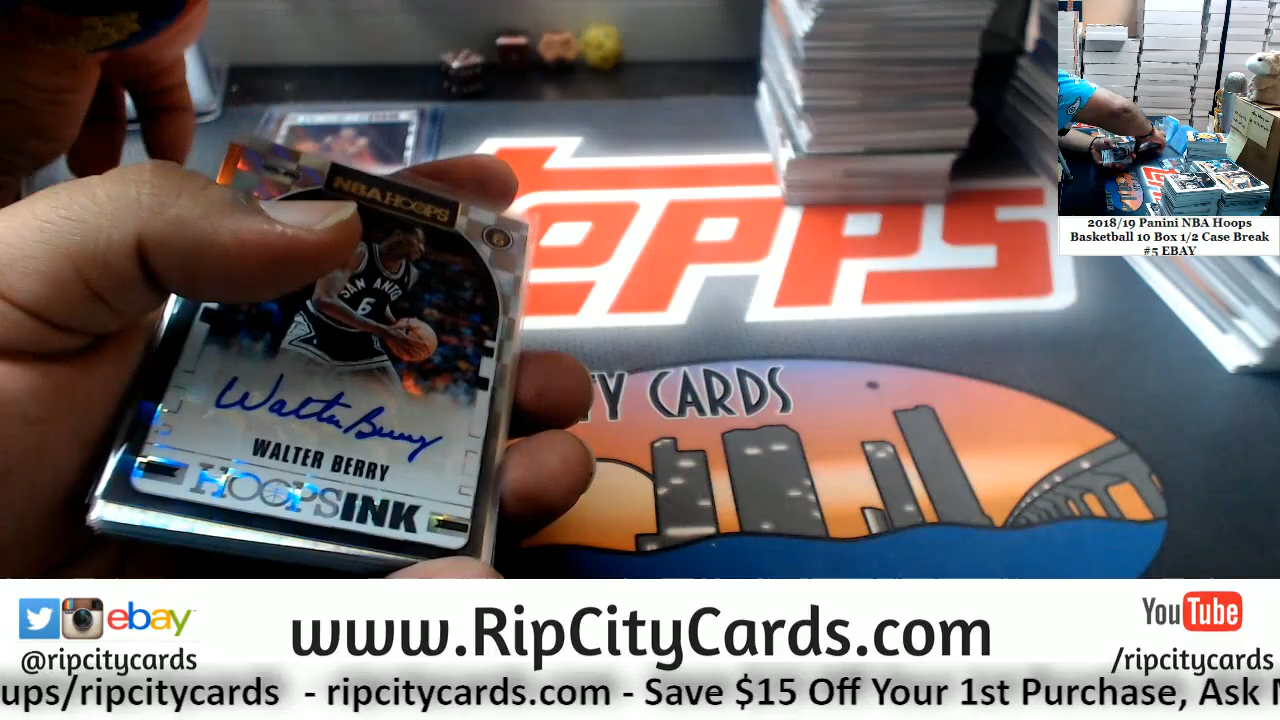 NBA HOOPS
SAN ANTO
6
Walter Berry
WALTER BERRY
HOOPS INK
TOPPS
TY CARDS
2018/19 Panini NBA Hoops
Basketball 10 Box 1/2 Case Break
#5 EBAY
ebay
@ripcitycards
www.RipCityCards.com
YouTube
/ripcitycards
ups/ripcitycards - ripcitycards.com - Save $15 Off Your 1st Purchase, Ask